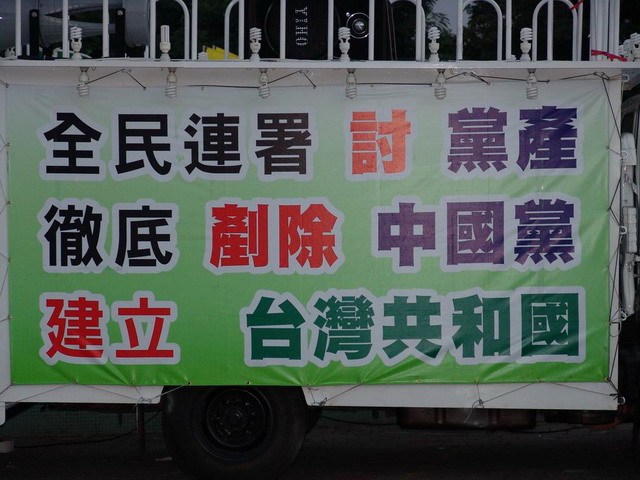 OHIA
全民連署 討 黨產
徹底 剷除 中國黨
建立 台灣共和國